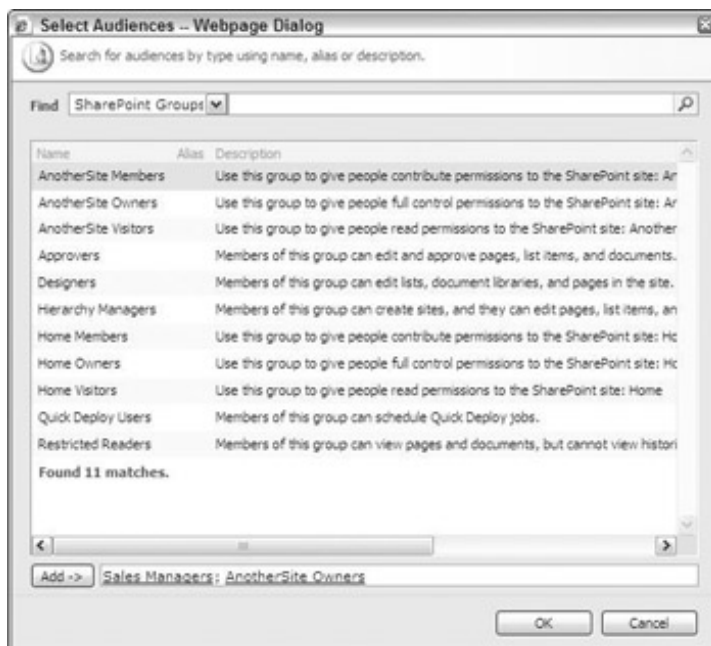 Select Audiences -- Webpage Dialog
Search for audiences by type using name, alias or description.
Find SharePoint Groups
Name Alias Description
AnotherSite Members Use this group to give people contribute permissions to the SharePoint site: An
AnotherSite Owners Use this group to give people full control permissions to the SharePoint site: Ar
AnotherSite Visitors Use this group to give people read permissions to the SharePoint site: Another
Approvers Members of this group can edit and approve pages, list items, and documents.
Designers Members of this group can edit lists, document libraries, and pages in the site.
Hierarchy Managers Members of this group can create sites, and they can edit pages, list items, an
Home Members Use this group to give people contribute permissions to the SharePoint site: Ho
Home Owners Use this group to give people full control permissions to the SharePoint site: Ho
Home Visitors Use this group to give people read permissions to the SharePoint site: Home
Quick Deploy Users Members of this group can schedule Quick Deploy jobs.
Restricted Readers Members of this group can view pages and documents, but cannot view histori
Found 11 matches.
Add -> Sales Managers; AnotherSite Owners
OK Cancel